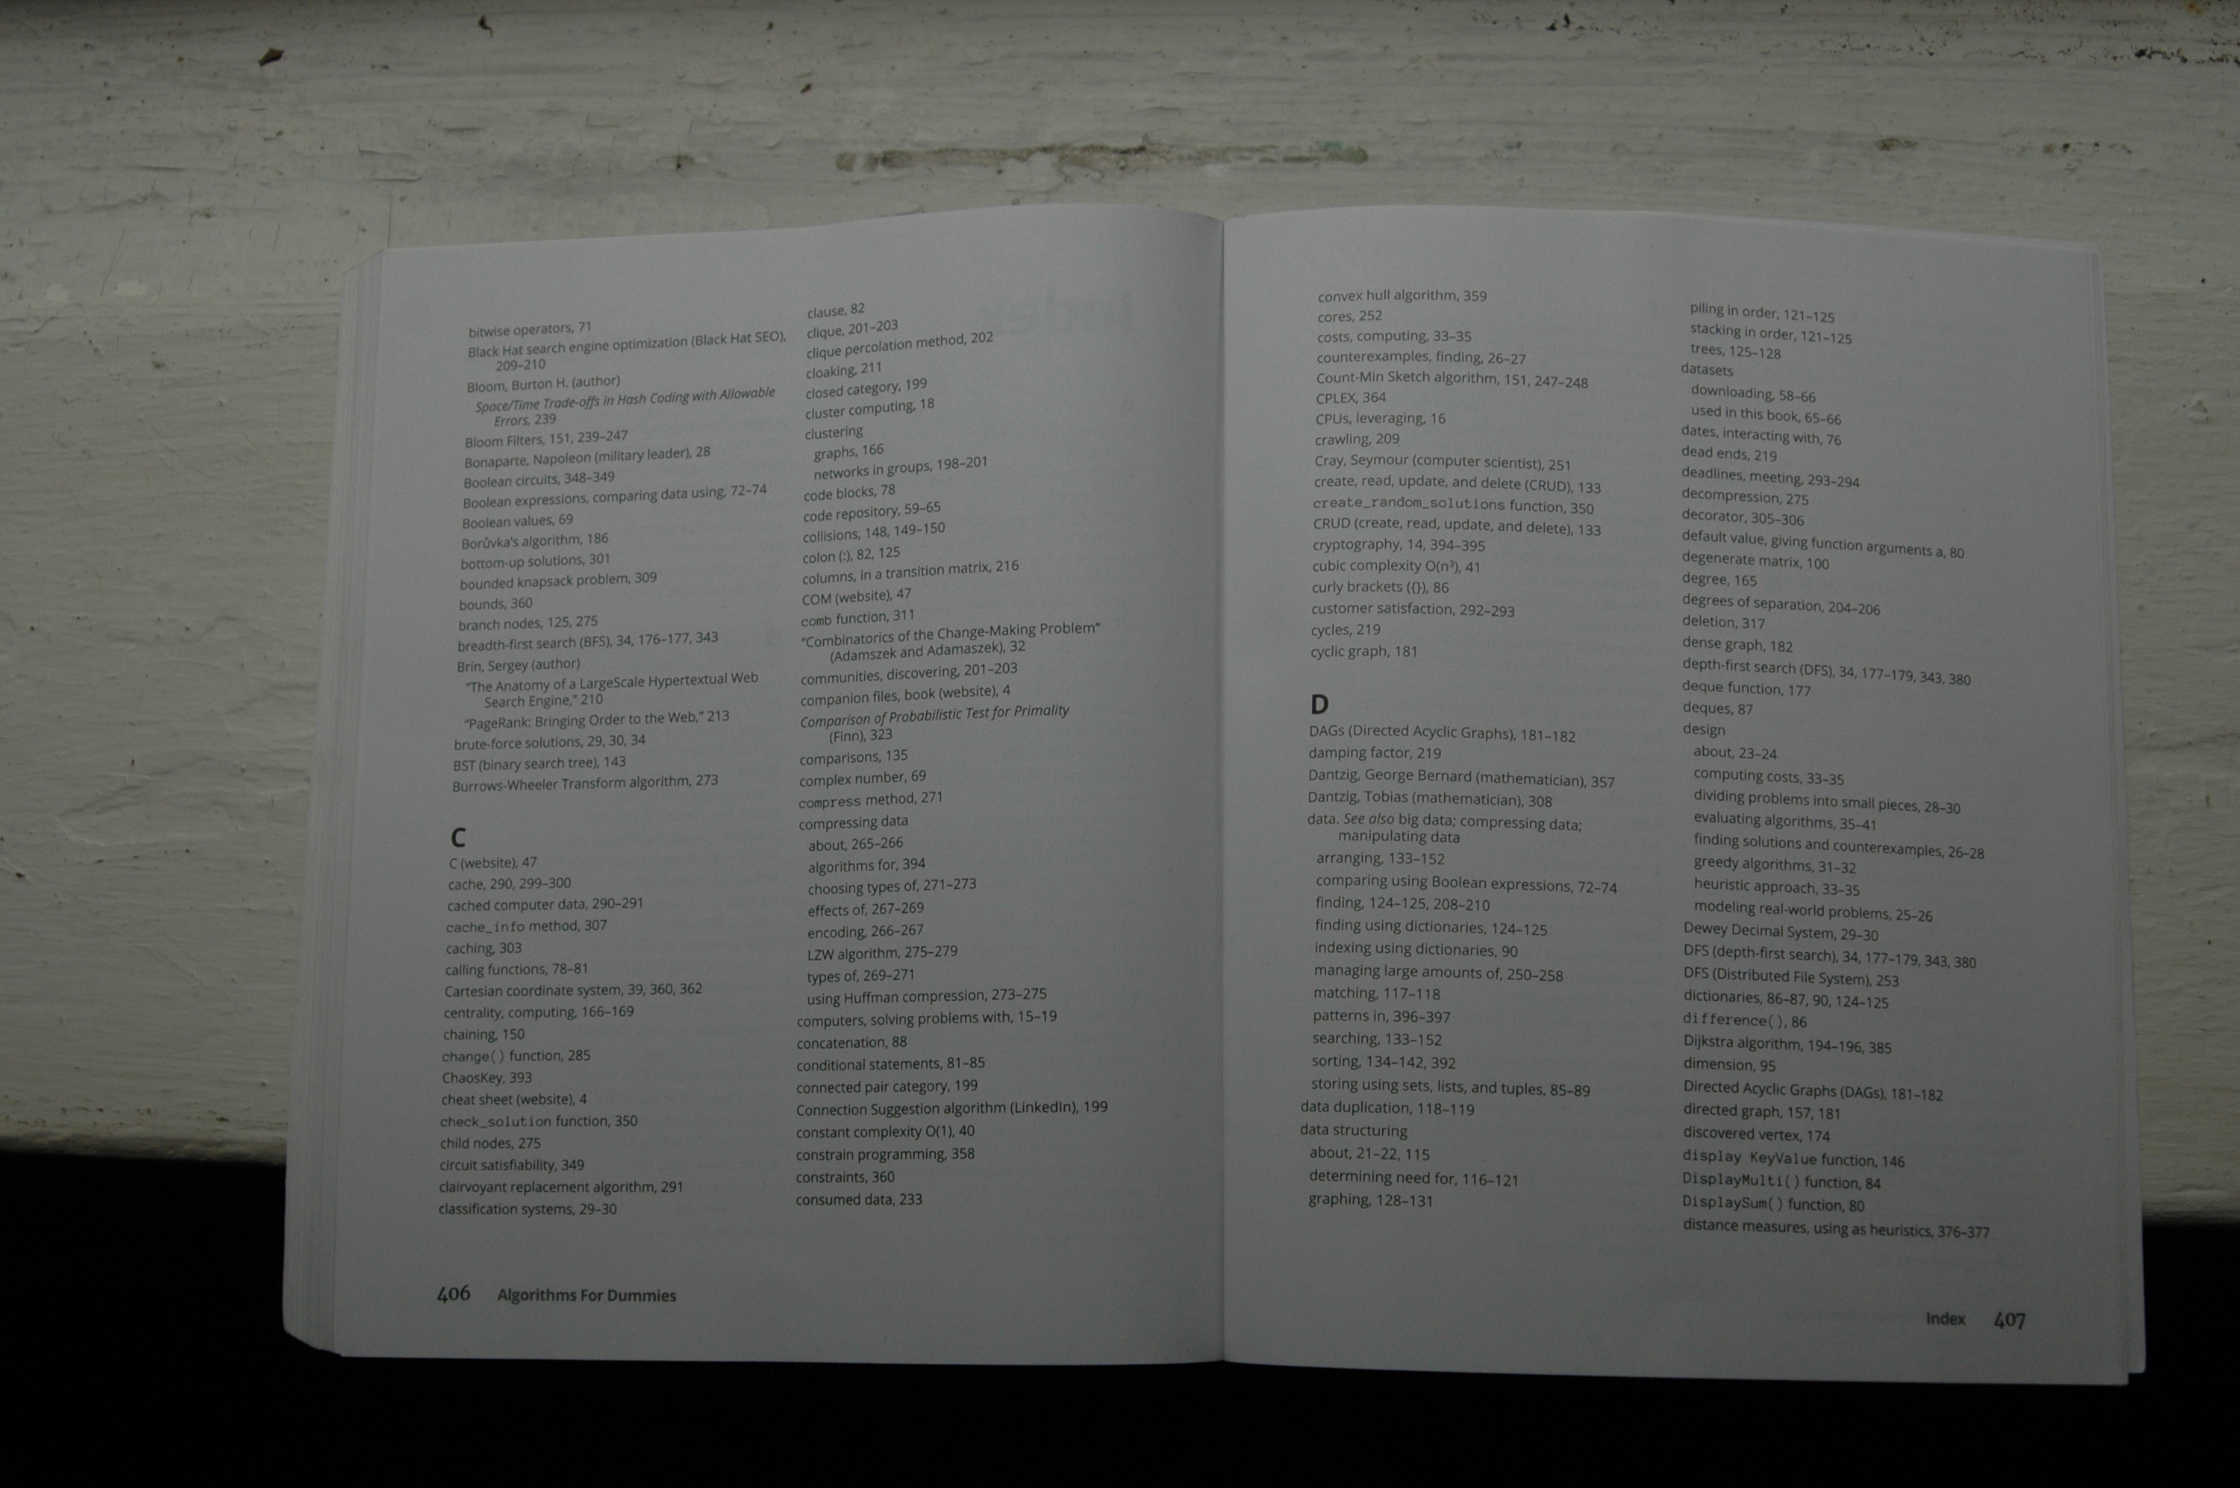 bitwise operators, 71
Black Hat search engine optimization (Black Hat SEO),
209–210
Bloom, Burton H. (author)
Space/Time Trade-offs in Hash Coding with Allowable
Errors, 239
Bloom Filters, 151, 239–247
Bonaparte, Napoleon (military leader), 28
Boolean circuits, 348–349
Boolean expressions, comparing data using, 72–74
Boolean values, 69
Borůvka's algorithm, 186
bottom-up solutions, 301
bounded knapsack problem, 309
bounds, 360
branch nodes, 125, 275
breadth-first search (BFS), 34, 176–177, 343
Brin, Sergey (author)
"The Anatomy of a LargeScale Hypertextual Web
Search Engine," 210
"PageRank: Bringing Order to the Web," 213
brute-force solutions, 29, 30, 34
BST (binary search tree), 143
Burrows-Wheeler Transform algorithm, 273
C
C (website), 47
cache, 290, 299–300
cached computer data, 290–291
cache_info method, 307
caching, 303
calling functions, 78–81
Cartesian coordinate system, 39, 360, 362
centrality, computing, 166–169
chaining, 150
change() function, 285
ChaosKey, 393
cheat sheet (website), 4
check_solution function, 350
child nodes, 275
circuit satisfiability, 349
clairvoyant replacement algorithm, 291
classification systems, 29–30
clause, 82
clique, 201–203
clique percolation method, 202
cloaking, 211
closed category, 199
cluster computing, 18
clustering
graphs, 166
networks in groups, 198–201
code blocks, 78
code repository, 59–65
collisions, 148, 149–150
colon (:), 82, 125
columns, in a transition matrix, 216
COM (website), 47
comb function, 311
"Combinatorics of the Change-Making Problem"
(Adamszek and Adamaszek), 32
communities, discovering, 201–203
companion files, book (website), 4
Comparison of Probabilistic Test for Primality
(Finn), 323
comparisons, 135
complex number, 69
compress method, 271
compressing data
about, 265–266
algorithms for, 394
choosing types of, 271–273
effects of, 267–269
encoding, 266–267
LZW algorithm, 275–279
types of, 269–271
using Huffman compression, 273–275
computers, solving problems with, 15–19
concatenation, 88
conditional statements, 81–85
connected pair category, 199
Connection Suggestion algorithm (LinkedIn), 199
constant complexity O(1), 40
constrain programming, 358
constraints, 360
consumed data, 233
406 Algorithms For Dummies
convex hull algorithm, 359
cores, 252
costs, computing, 33–35
counterexamples, finding, 26–27
Count-Min Sketch algorithm, 151, 247–248
CPLEX, 364
CPUs, leveraging, 16
crawling, 209
Cray, Seymour (computer scientist), 251
create, read, update, and delete (CRUD), 133
create_random_solutions function, 350
CRUD (create, read, update, and delete), 133
cryptography, 14, 394–395
cubic complexity O(n³), 41
curly brackets ({}), 86
customer satisfaction, 292–293
cycles, 219
cyclic graph, 181
D
DAGs (Directed Acyclic Graphs), 181–182
damping factor, 219
Dantzig, George Bernard (mathematician), 357
Dantzig, Tobias (mathematician), 308
data. See also big data; compressing data;
manipulating data
arranging, 133–152
comparing using Boolean expressions, 72–74
finding, 124–125, 208–210
finding using dictionaries, 124–125
indexing using dictionaries, 90
managing large amounts of, 250–258
matching, 117–118
patterns in, 396–397
searching, 133–152
sorting, 134–142, 392
storing using sets, lists, and tuples, 85–89
data duplication, 118–119
data structuring
about, 21–22, 115
determining need for, 116–121
graphing, 128–131
piling in order, 121–125
stacking in order, 121–125
trees, 125–128
datasets
downloading, 58–66
used in this book, 65–66
dates, interacting with, 76
dead ends, 219
deadlines, meeting, 293–294
decompression, 275
decorator, 305–306
default value, giving function arguments a, 80
degenerate matrix, 100
degree, 165
degrees of separation, 204–206
deletion, 317
dense graph, 182
depth-first search (DFS), 34, 177–179, 343, 380
deque function, 177
deques, 87
design
about, 23–24
computing costs, 33–35
dividing problems into small pieces, 28–30
evaluating algorithms, 35–41
finding solutions and counterexamples, 26–28
greedy algorithms, 31–32
heuristic approach, 33–35
modeling real-world problems, 25–26
Dewey Decimal System, 29–30
DFS (depth-first search), 34, 177–179, 343, 380
DFS (Distributed File System), 253
dictionaries, 86–87, 90, 124–125
difference(), 86
Dijkstra algorithm, 194–196, 385
dimension, 95
Directed Acyclic Graphs (DAGs), 181–182
directed graph, 157, 181
discovered vertex, 174
display KeyValue function, 146
DisplayMulti() function, 84
DisplaySum() function, 80
distance measures, using as heuristics, 376–377
Index 407